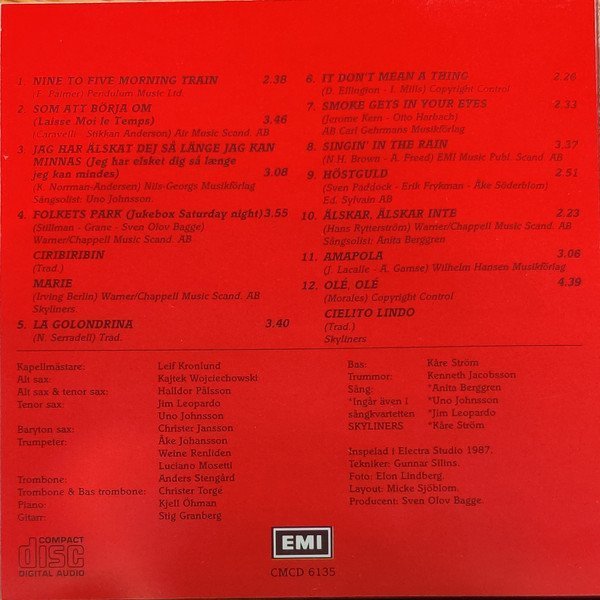 1. NINE TO FIVE MORNING TRAIN 2.38
(F. Palmer) Pendulum Music Ltd.
2. SOM ATT BÖRJA OM
(Laisse Moi le Temps) 3.46
(Caravelli - Stikkan Anderson) Air Music Scand. AB
3. JAG HAR ÄLSKAT DEJ SÅ LÄNGE JAG KAN
MINNAS (Jeg har elsket dig så længe
jeg kan mindes) 3.08
(K. Norrman-Andersen) Nils-Georgs Musikförlag
Sångsolist: Uno Johnsson.
4. FOLKETS PARK (Jukebox Saturday night) 3.55
(Stillman - Grane - Sven Olov Bagge)
Warner/Chappell Music Scand. AB
CIRIBIRIBIN
(Trad.)
MARIE
(Irving Berlin) Warner/Chappell Music Scand. AB
Skyliners
5. LA GOLONDRINA 3.40
(N. Serradell) Trad.
6. IT DON'T MEAN A THING 2.26
(D. Ellington - I. Mills) Copyright Control
7. SMOKE GETS IN YOUR EYES 2.33
(Jerome Kern - Otto Harbach)
AB Carl Gehrmans Musikförlag
8. SINGIN' IN THE RAIN 3.37
(N.H. Brown - A. Freed) EMI Music Publ. Scand. AB
9. HÖSTGULD 2.51
(Sven Paddock - Erik Frykman - Åke Söderblom)
Ed. Sylvain AB
10. ÄLSKAR, ÄLSKAR INTE 2.23
(Hans Rytterström) Warner/Chappell Music Scand. AB
Sångsolist: Anita Berggren
11. AMAPOLA 3.06
(J. Lacalle - A. Gamse) Wilhelm Hansen Musikförlag
12. OLÉ, OLÉ 4.39
(Morales) Copyright Control
CIELITO LINDO
(Trad.)
Skyliners
Kapellmästare: Leif Kronlund
Alt sax: Kajtek Wojciechowski
Alt sax & tenor sax: Halldor Pålsson
Tenor sax: Jim Leopardo
Uno Johnsson
Baryton sax: Christer Jansson
Trumpeter: Åke Johansson
Weine Renliden
Luciano Mosetti
Trombone: Anders Stengård
Trombone & Bas trombone: Christer Torge
Piano: Kjell Öhman
Gitarr: Stig Granberg
Bas: Kåre Ström
Trummor: Kenneth Jacobsson
Sång: *Anita Berggren
*Ingår även i *Uno Johnsson
sångkvartetten *Jim Leopardo
SKYLINERS *Kåre Ström
Inspelad i Electra Studio 1987.
Tekniker: Gunnar Silins.
Foto: Elon Lindberg.
Layout: Micke Sjöblom.
Producent: Sven Olov Bagge.
COMPACT
disc
DIGITAL AUDIO
EMI
CMCD 6135